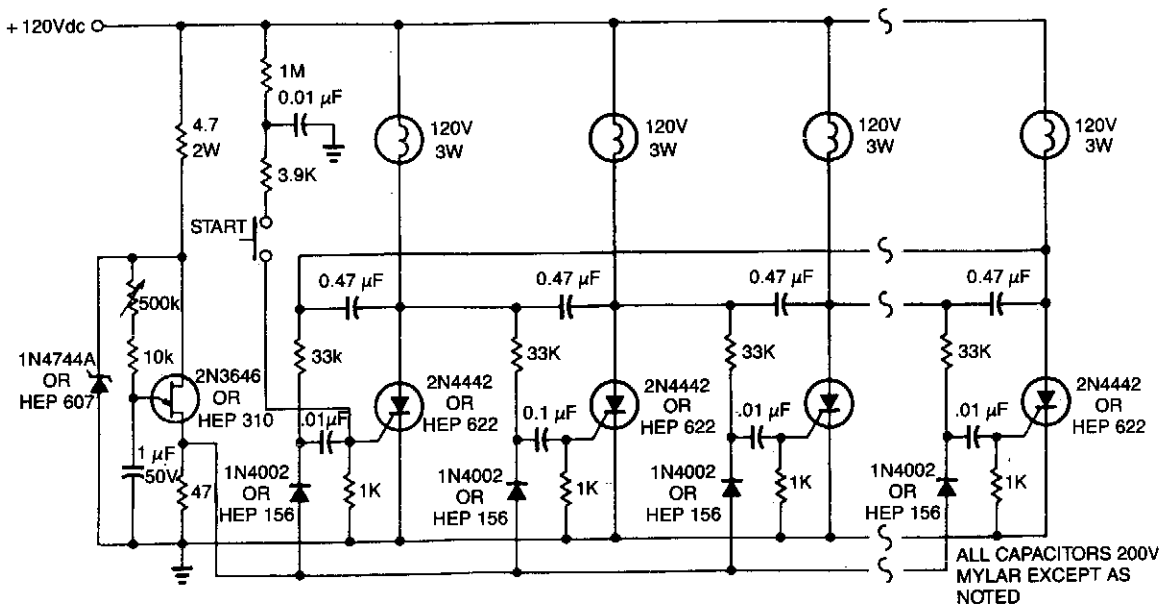 + 120Vdc
1M
0.01 µF
4.7
2W
3.9K
START
120V
3W
120V
3W
120V
3W
120V
3W
0.47 µF
0.47 µF
0.47 µF
0.47 µF
500k
10k
1N4744A
OR
HEP 607
2N3646
OR
HEP 310
1 µF
50V
47
33k
.01µF
1N4002
OR
HEP 156
1K
2N4442
OR
HEP 622
33K
0.1 µF
1N4002
OR
HEP 156
1K
2N4442
OR
HEP 622
33K
.01 µF
1N4002
OR
HEP 156
1K
33K
.01 µF
1N4002
OR
HEP 156
1K
2N4442
OR
HEP 622
ALL CAPACITORS 200V
MYLAR EXCEPT AS
NOTED